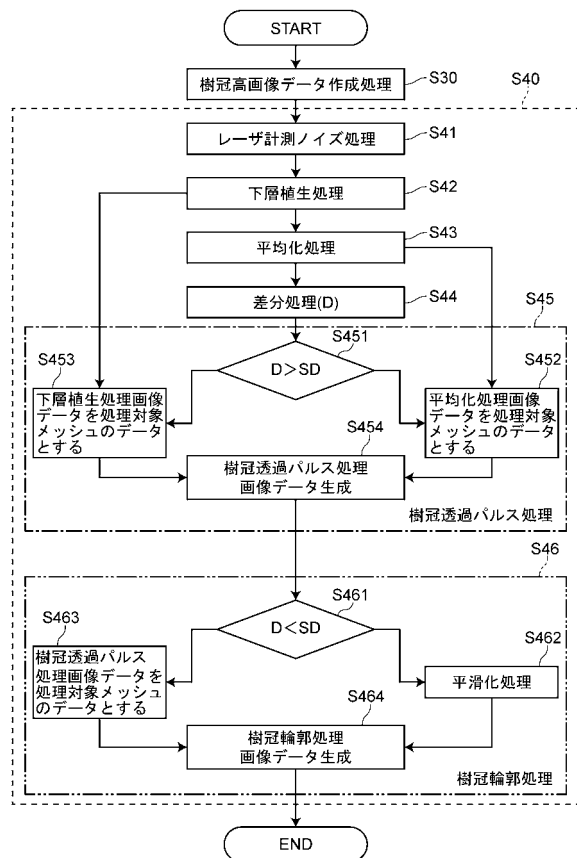 START
樹冠高画像データ作成処理
S30
S40
レーザ計測ノイズ処理
S41
下層植生処理
S42
平均化処理
S43
差分処理(D)
S44
S45
S451
D>SD
S453
下層植生処理画像
データを処理対象
メッシュのデータ
とする
S452
平均化処理画像
データを処理対象
メッシュのデータ
とする
S454
樹冠透過パルス処理
画像データ生成
樹冠透過パルス処理
S46
S461
D<SD
S463
樹冠透過パルス
処理画像データを
処理対象メッシュ
のデータとする
S462
平滑化処理
S464
樹冠輪郭処理
画像データ生成
樹冠輪郭処理
END